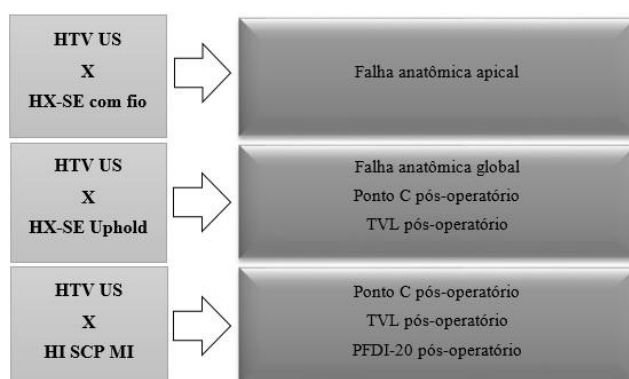 HTV US
X
HX-SE com fio
Falha anatômica apical
HTV US
X
HX-SE Uphold
Falha anatômica global
Ponto C pós-operatório
TVL pós-operatório
HTV US
X
HI SCP MI
Ponto C pós-operatório
TVL pós-operatório
PFDI-20 pós-operatório